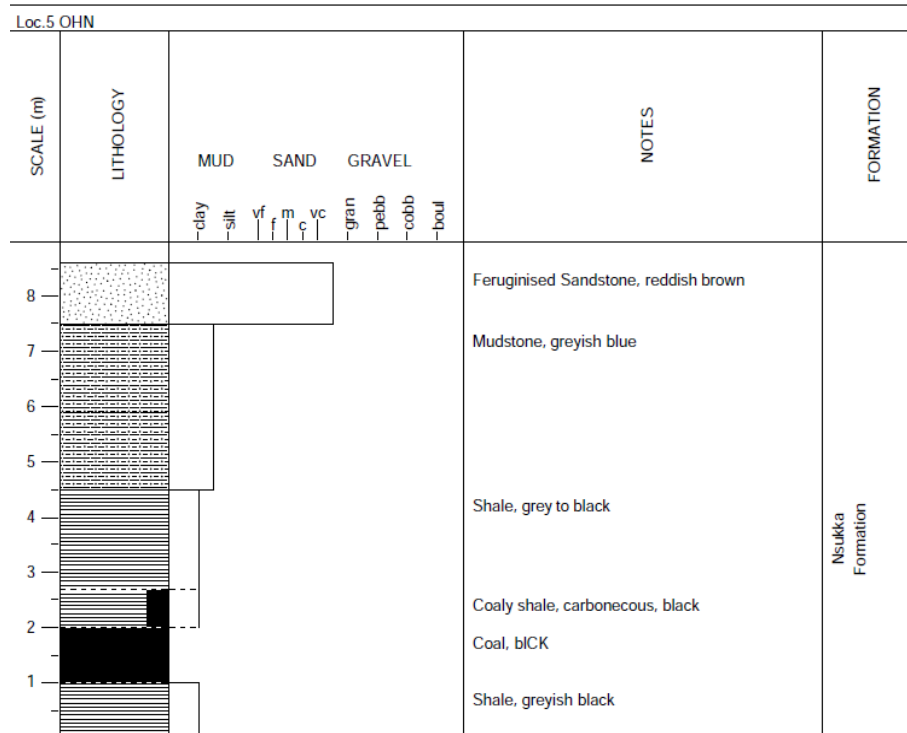 Loc.5 OHN
SCALE (m)
LITHOLOGY
MUD SAND GRAVEL
clay silt vf f m c vc gran pebb cobb boul
NOTES
FORMATION
8
Feruginised Sandstone, reddish brown
7
Mudstone, greyish blue
6
5
4
Shale, grey to black
Nsukka
Formation
3
Coaly shale, carbonecous, black
2
Coal, blCK
1
Shale, greyish black